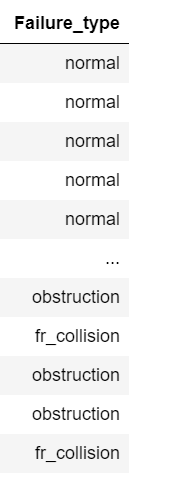 Failure_type
normal
normal
normal
normal
normal
...
obstruction
fr_collision
obstruction
obstruction
fr_collision